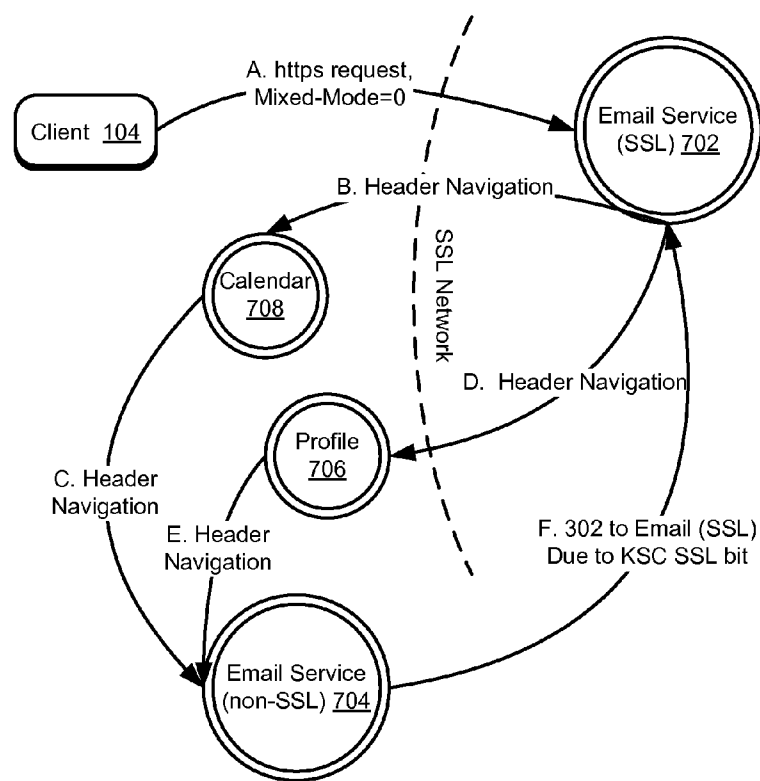 A. https request,
Mixed-Mode=0
Client 104
Email Service
(SSL) 702
B. Header Navigation
SSL Network
Calendar
708
D. Header Navigation
Profile
706
C. Header
Navigation
E. Header
Navigation
F. 302 to Email (SSL)
Due to KSC SSL bit
Email Service
(non-SSL) 704